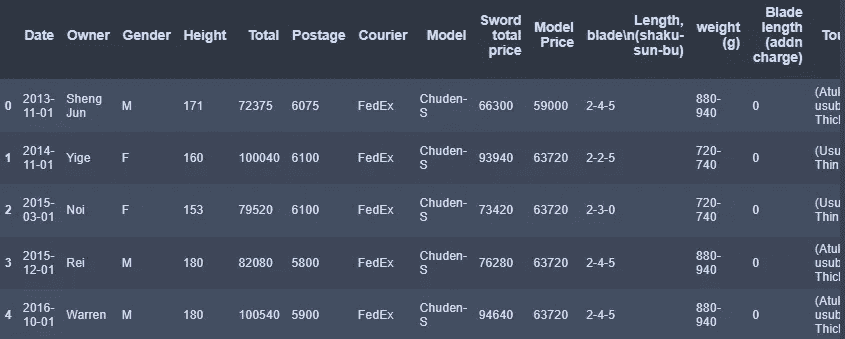 Date Owner Gender Height Total Postage Courier Model Sword total price Model Price Length, blade\n(shaku-sun-bu) weight (g) Blade length (addn charge)
0 2013-11-01 Sheng Jun M 171 72375 6075 FedEx Chuden-S 66300 59000 2-4-5 880-940 0 (Atul usub Thicl
1 2014-11-01 Yige F 160 100040 6100 FedEx Chuden-S 93940 63720 2-2-5 720-740 0 (Usu Thin
2 2015-03-01 Noi F 153 79520 6100 FedEx Chuden-S 73420 63720 2-3-0 720-740 0 (Usu Thin
3 2015-12-01 Rei M 180 82080 5800 FedEx Chuden-S 76280 63720 2-4-5 880-940 0 (Atul usub Thicl
4 2016-10-01 Warren M 180 100540 5900 FedEx Chuden-S 94640 63720 2-4-5 880-940 0 (Atul usub Thicl